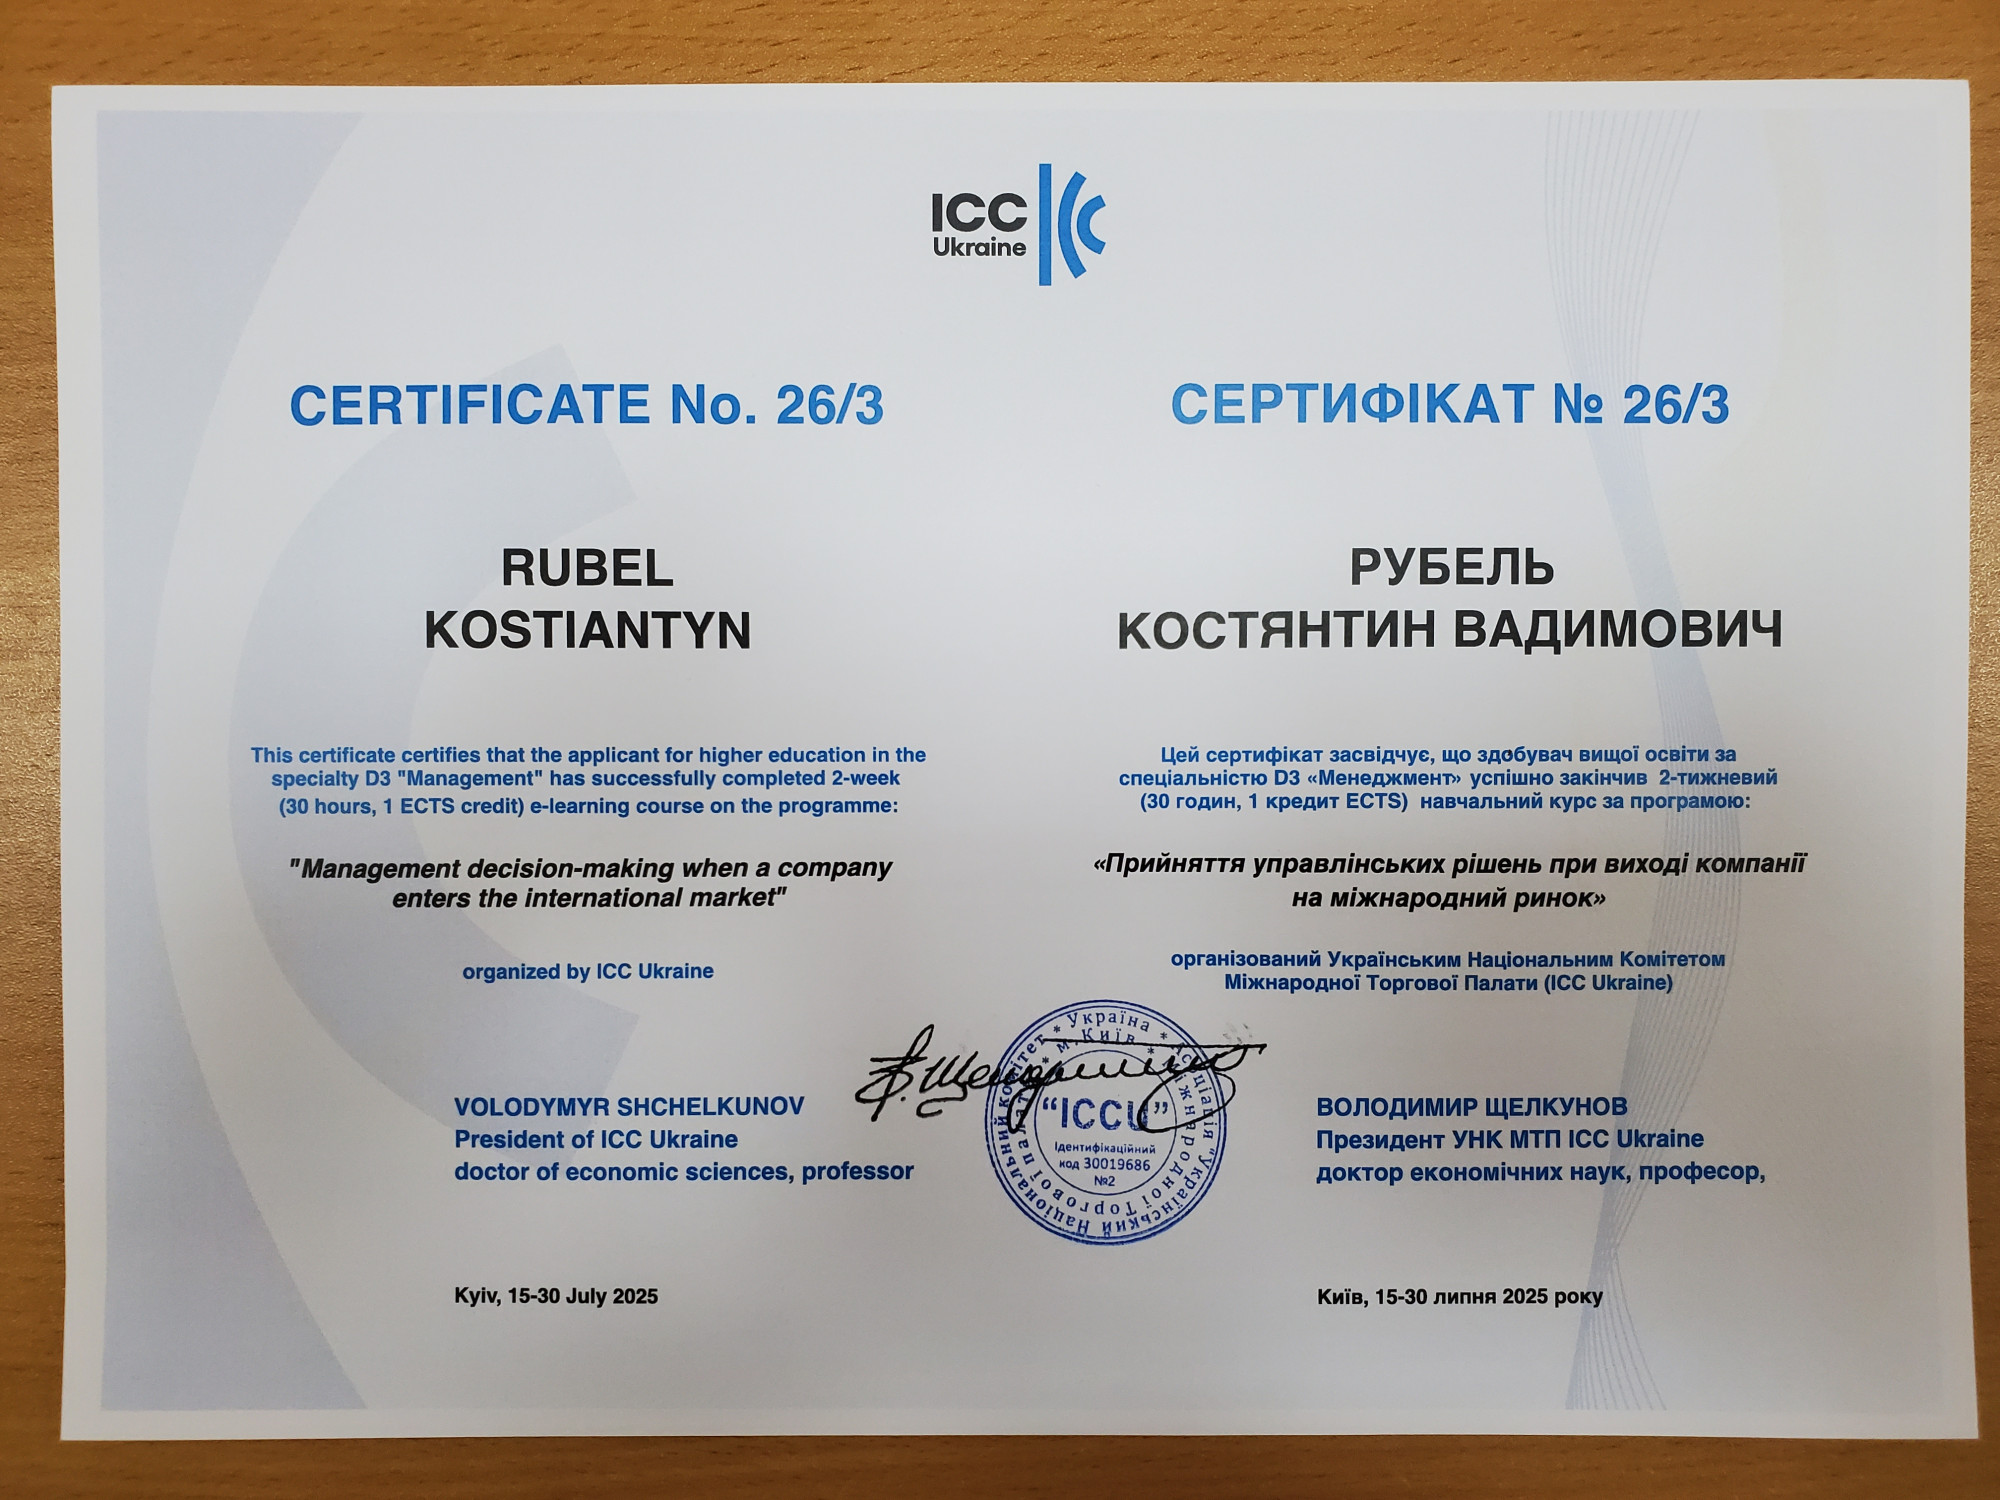 ICC
Ukraine
CERTIFICATE No. 26/3
RUBEL
KOSTIANTYN
This certificate certifies that the applicant for higher education in the
specialty D3 "Management" has successfully completed 2-week
(30 hours, 1 ECTS credit) e-learning course on the programme:
"Management decision-making when a company
enters the international market"
organized by ICC Ukraine
VOLODYMYR SHCHELKUNOV
President of ICC Ukraine
doctor of economic sciences, professor
Kyiv, 15-30 July 2025
СЕРТИФІКАТ № 26/3
РУБЕЛЬ
КОСТЯНТИН ВАДИМОВИЧ
Цей сертифікат засвідчує, що здобувач вищої освіти за
спеціальністю D3 «Менеджмент» успішно закінчив 2-тижневий
(30 годин, 1 кредит ECTS) навчальний курс за програмою:
«Прийняття управлінських рішень при виході компанії
на міжнародний ринок»
організований Українським Національним Комітетом
Міжнародної Торгової Палати (ICC Ukraine)
ВОЛОДИМИР ЩЕЛКУНОВ
Президент УНК МТП ICC Ukraine
доктор економічних наук, професор,
Київ, 15-30 липня 2025 року
* Україна * Асоціація "Український Національний комітет
* м. Київ * Міжнародної Торгової палати
"ICCU"
Ідентифікаційний
код 30019686
№2